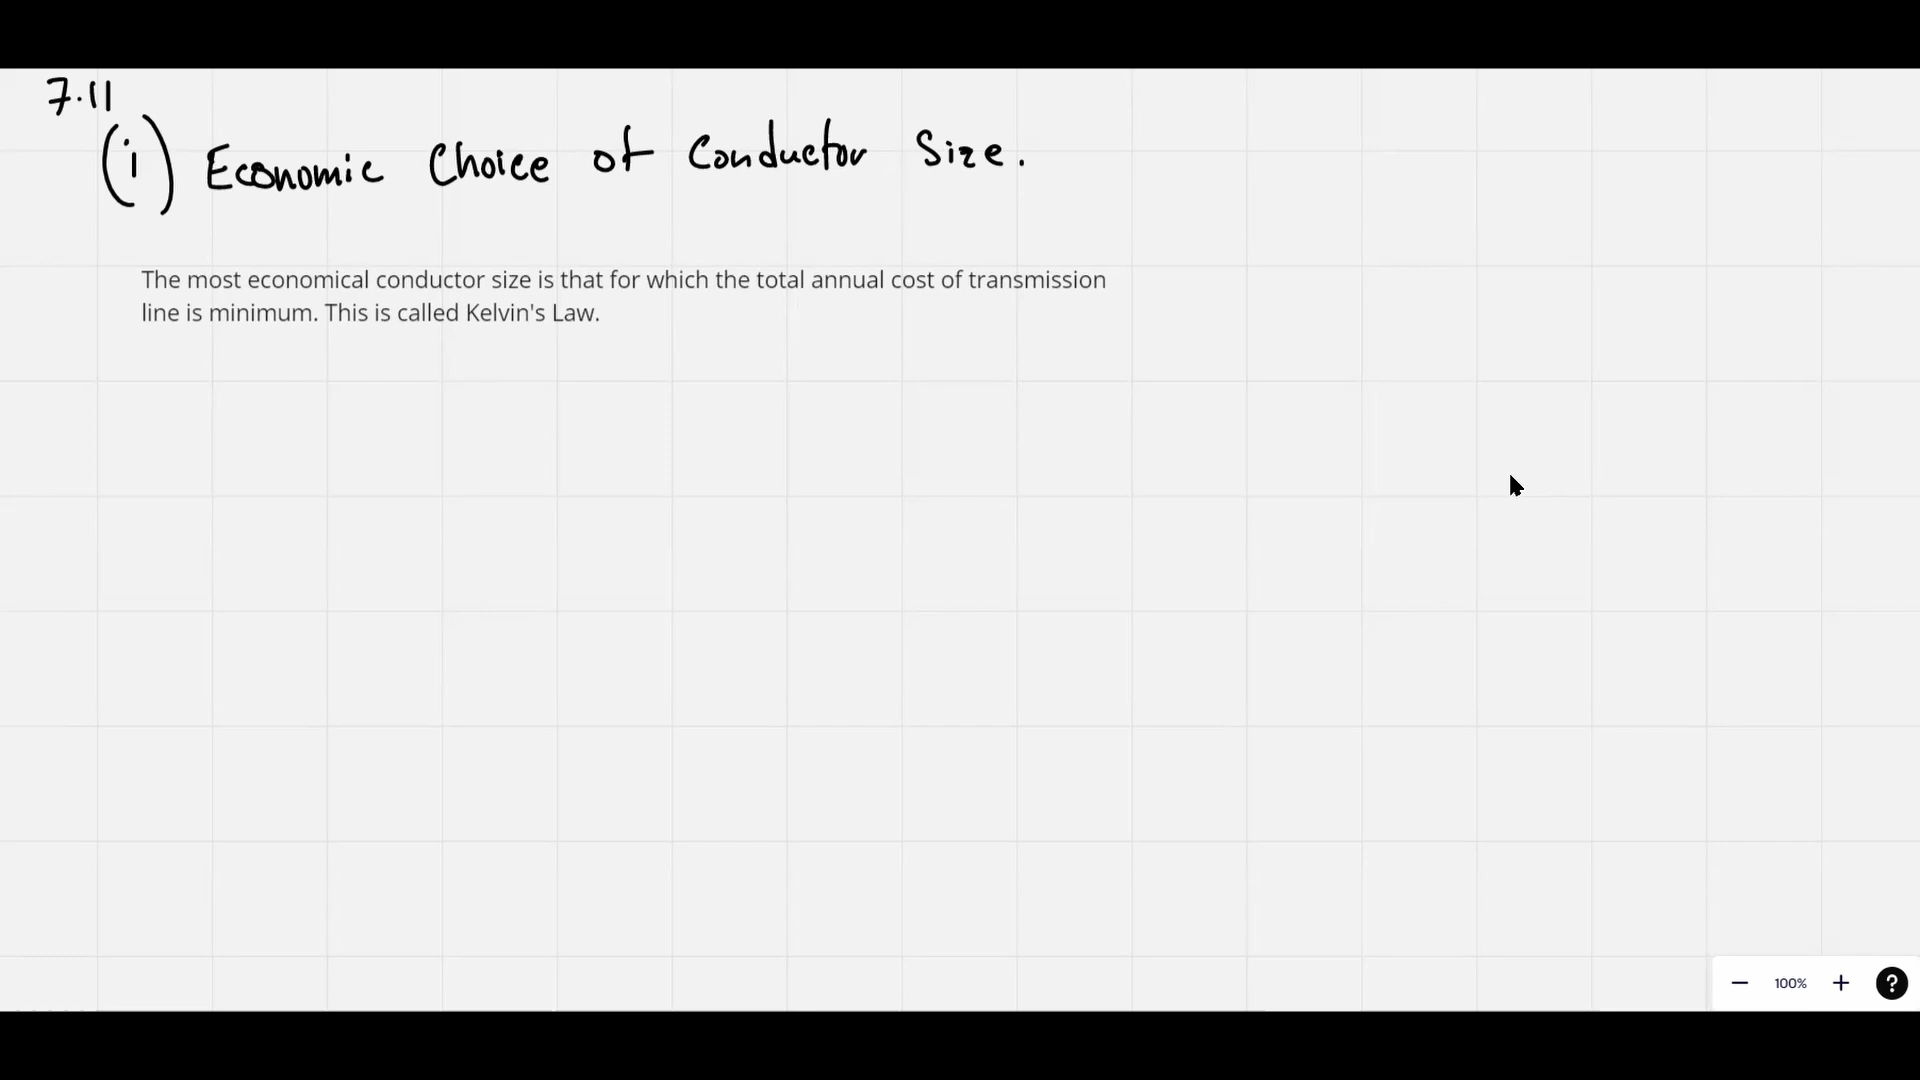 7.11
(i) Economic Choice of Conductor Size.
The most economical conductor size is that for which the total annual cost of transmission
line is minimum. This is called Kelvin's Law.
− 100% + ?